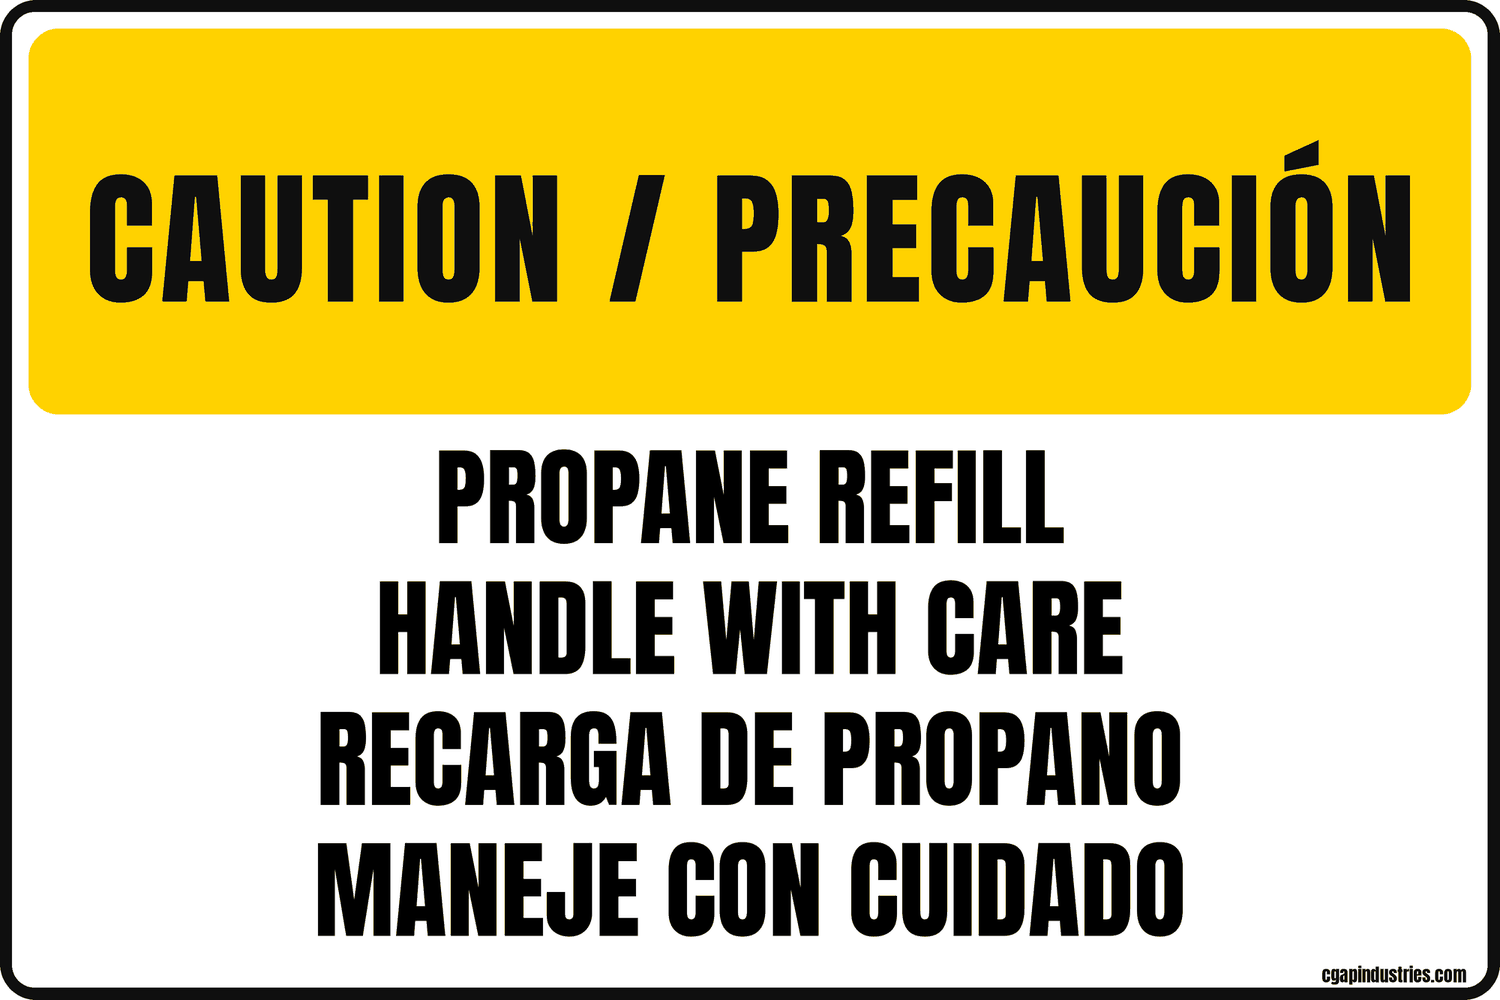 CAUTION / PRECAUCIÓN
PROPANE REFILL
HANDLE WITH CARE
RECARGA DE PROPANO
MANEJE CON CUIDADO
cgapindustries.com